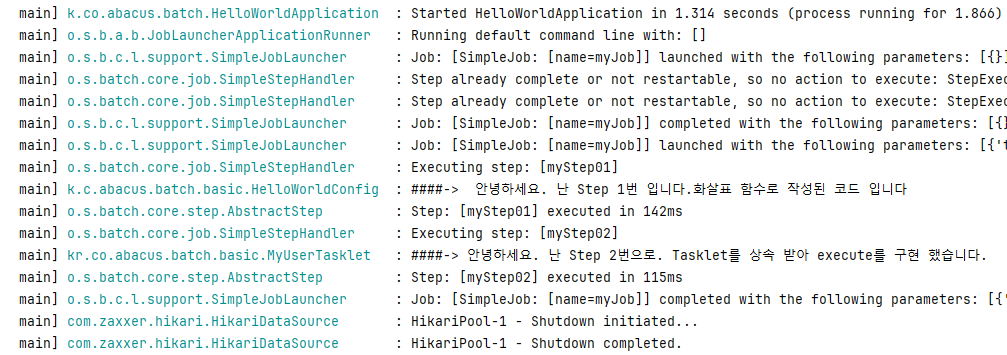 main] k.co.abacus.batch.HelloWorldApplication : Started HelloWorldApplication in 1.314 seconds (process running for 1.866)
main] o.s.b.a.b.JobLauncherApplicationRunner : Running default command line with: []
main] o.s.b.c.l.support.SimpleJobLauncher : Job: [SimpleJob: [name=myJob]] launched with the following parameters: [{}]
main] o.s.batch.core.job.SimpleStepHandler : Step already complete or not restartable, so no action to execute: StepExec
main] o.s.batch.core.job.SimpleStepHandler : Step already complete or not restartable, so no action to execute: StepExec
main] o.s.b.c.l.support.SimpleJobLauncher : Job: [SimpleJob: [name=myJob]] completed with the following parameters: [{}
main] o.s.b.c.l.support.SimpleJobLauncher : Job: [SimpleJob: [name=myJob]] launched with the following parameters: [{'t
main] o.s.batch.core.job.SimpleStepHandler : Executing step: [myStep01]
main] k.c.abacus.batch.basic.HelloWorldConfig : ####-> 안녕하세요. 난 Step 1번 입니다.화살표 함수로 작성된 코드 입니다
main] o.s.batch.core.step.AbstractStep : Step: [myStep01] executed in 142ms
main] o.s.batch.core.job.SimpleStepHandler : Executing step: [myStep02]
main] kr.co.abacus.batch.basic.MyUserTasklet : ####-> 안녕하세요. 난 Step 2번으로. Tasklet를 상속 받아 execute를 구현 했습니다.
main] o.s.batch.core.step.AbstractStep : Step: [myStep02] executed in 115ms
main] o.s.b.c.l.support.SimpleJobLauncher : Job: [SimpleJob: [name=myJob]] completed with the following parameters: [{'
main] com.zaxxer.hikari.HikariDataSource : HikariPool-1 - Shutdown initiated...
main] com.zaxxer.hikari.HikariDataSource : HikariPool-1 - Shutdown completed.